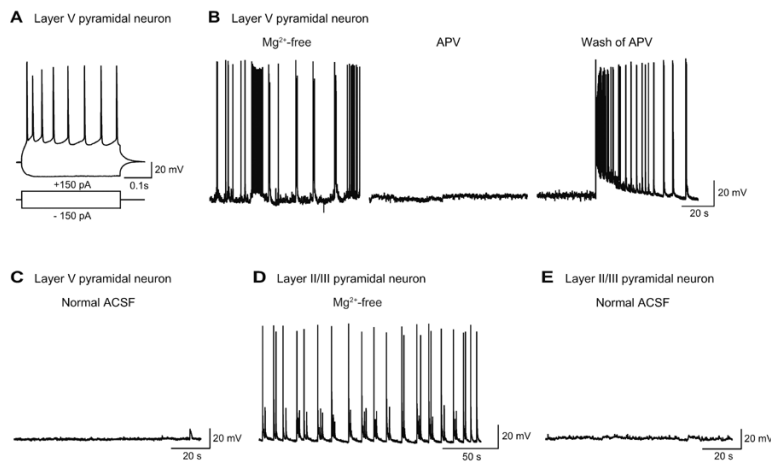 A Layer V pyramidal neuron
20 mV
0.1s
+150 pA
- 150 pA
B Layer V pyramidal neuron
Mg2+-free APV Wash of APV
20 mV
20 s
C Layer V pyramidal neuron
Normal ACSF
20 mV
20 s
D Layer II/III pyramidal neuron
Mg2+-free
20 mV
50 s
E Layer II/III pyramidal neuron
Normal ACSF
20 mV
20 s